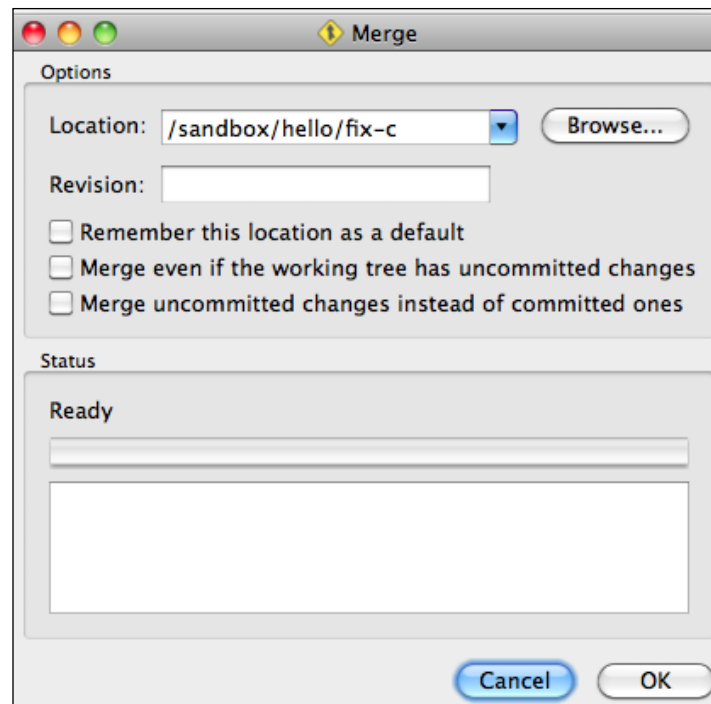 Merge
Options
Location: /sandbox/hello/fix-c Browse...
Revision:
Remember this location as a default
Merge even if the working tree has uncommitted changes
Merge uncommitted changes instead of committed ones
Status
Ready
Cancel OK